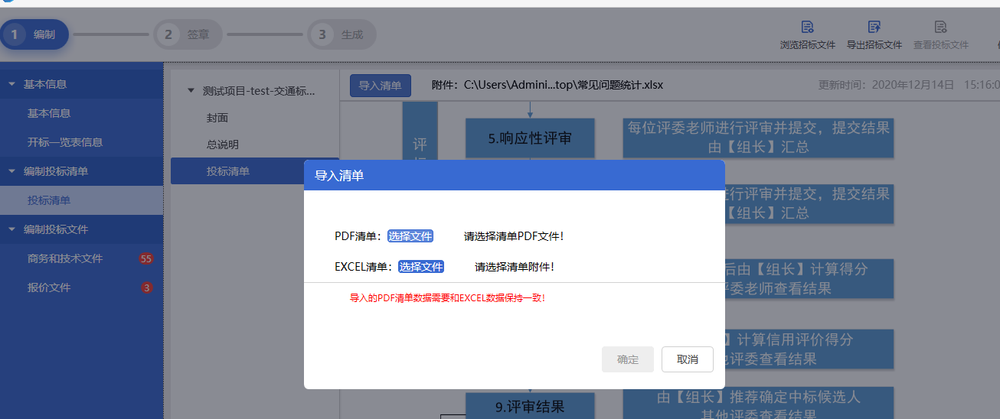 1 编制
2 签章
3 生成
浏览招标文件
导出招标文件
查看投标文件
基本信息
基本信息
开标一览表信息
编制投标清单
投标清单
编制投标文件
商务和技术文件 55
报价文件 3
测试项目-test-交通标...
封面
总说明
投标清单
导入清单 附件：C:\Users\Admini...top\常见问题统计.xlsx 更新时间：2020年12月14日 15:16:0
评
5.响应性评审
每位评委老师进行评审并提交，提交结果
由【组长】汇总
进行评审并提交，提交结果
【组长】汇总
后由【组长】计算得分
评委老师查看结果
】计算信用评价得分
他评委查看结果
9.评审结果
由【组长】推荐确定中标候选人
其他评委查看结果
导入清单
PDF清单： 选择文件 请选择清单PDF文件!
EXCEL清单： 选择文件 请选择清单附件!
导入的PDF清单数据需要和EXCEL数据保持一致!
确定
取消